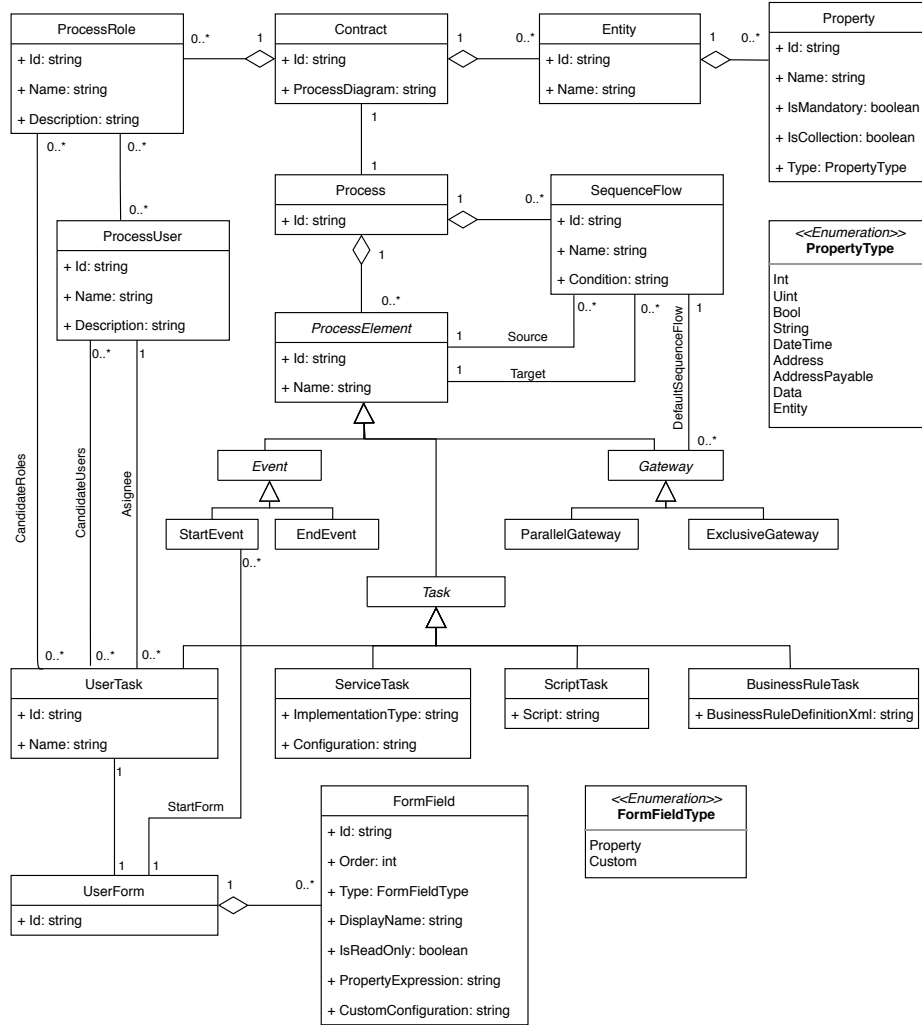 ProcessRole
+ Id: string
+ Name: string
+ Description: string
0..*
1
Contract
+ Id: string
+ ProcessDiagram: string
1
0..*
Entity
+ Id: string
+ Name: string
1
0..*
Property
+ Id: string
+ Name: string
+ IsMandatory: boolean
+ IsCollection: boolean
+ Type: PropertyType
0..*
0..*
1
1
0..*
ProcessUser
+ Id: string
+ Name: string
+ Description: string
Process
+ Id: string
1
0..*
1
0..*
SequenceFlow
+ Id: string
+ Name: string
+ Condition: string
<<Enumeration>>
PropertyType
Int
Uint
Bool
String
DateTime
Address
AddressPayable
Data
Entity
ProcessElement
+ Id: string
+ Name: string
1
Source
0..*
1
Target
0..*
1
DefaultSequenceFlow
0..*
0..*
1
CandidateRoles
CandidateUsers
Asignee
Event
Gateway
StartEvent
EndEvent
ParallelGateway
ExclusiveGateway
0..*
Task
0..*
0..*
0..*
UserTask
+ Id: string
+ Name: string
ServiceTask
+ ImplementationType: string
+ Configuration: string
ScriptTask
+ Script: string
BusinessRuleTask
+ BusinessRuleDefinitionXml: string
1
StartForm
1
1
UserForm
+ Id: string
1
0..*
FormField
+ Id: string
+ Order: int
+ Type: FormFieldType
+ DisplayName: string
+ IsReadOnly: boolean
+ PropertyExpression: string
+ CustomConfiguration: string
<<Enumeration>>
FormFieldType
Property
Custom